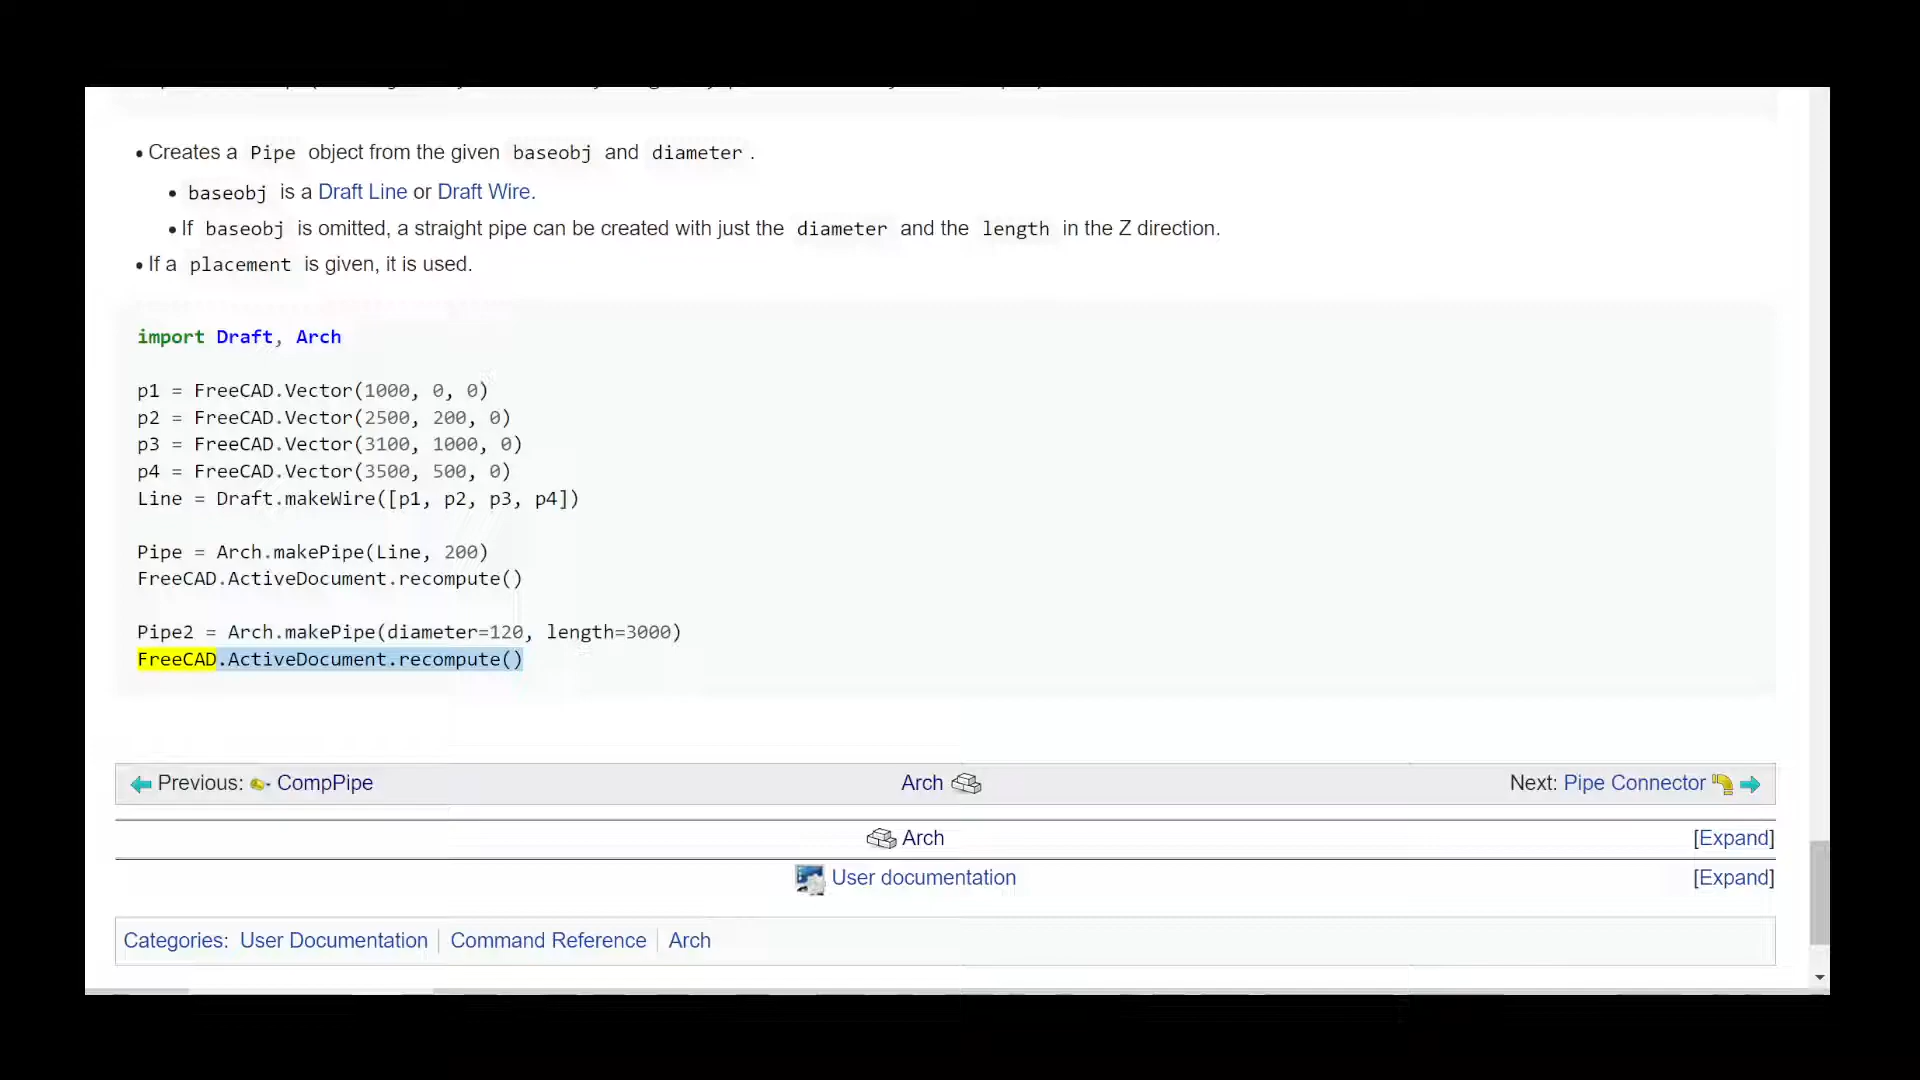 • Creates a Pipe object from the given baseobj and diameter .
• baseobj is a Draft Line or Draft Wire.
• If baseobj is omitted, a straight pipe can be created with just the diameter and the length in the Z direction.
• If a placement is given, it is used.
import Draft, Arch
p1 = FreeCAD.Vector(1000, 0, 0)
p2 = FreeCAD.Vector(2500, 200, 0)
p3 = FreeCAD.Vector(3100, 1000, 0)
p4 = FreeCAD.Vector(3500, 500, 0)
Line = Draft.makeWire([p1, p2, p3, p4])
Pipe = Arch.makePipe(Line, 200)
FreeCAD.ActiveDocument.recompute()
Pipe2 = Arch.makePipe(diameter=120, length=3000)
FreeCAD.ActiveDocument.recompute()
Previous: CompPipe Arch Next: Pipe Connector
Arch [Expand]
User documentation [Expand]
Categories: User Documentation | Command Reference | Arch